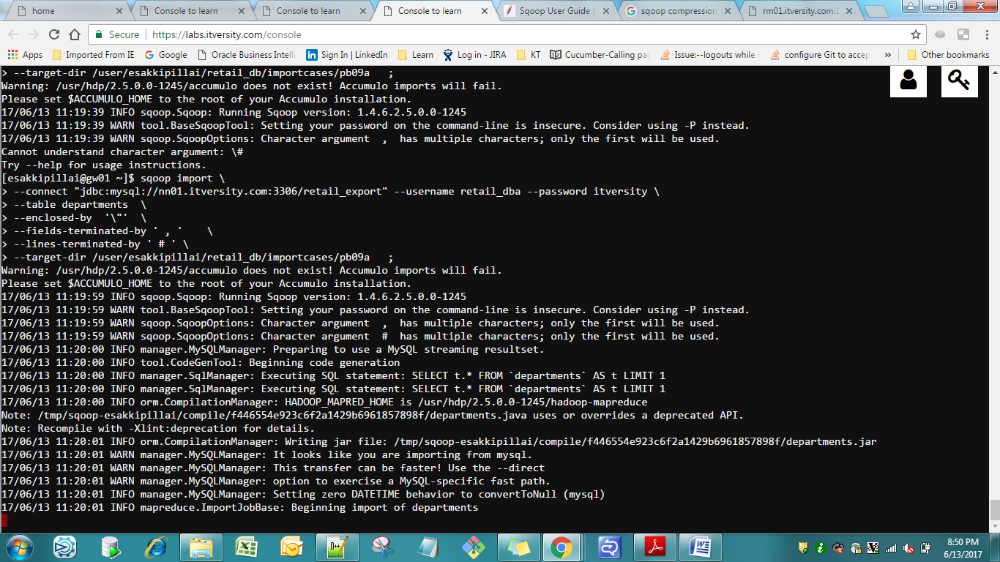 home
Console to learn
Console to learn
Console to learn
Sqoop User Guide (
sqoop compression
rm01.itversity.com:1
Secure https://labs.itversity.com/console
Apps Imported From IE Google Oracle Business Intelli Sign In | LinkedIn Learn Log in - JIRA KT Cucumber-Calling pag Issue:--logouts while configure Git to accep » Other bookmarks
> --target-dir /user/esakkipillai/retail_db/importcases/pb09a ;
Warning: /usr/hdp/2.5.0.0-1245/accumulo does not exist! Accumulo imports will fail.
Please set $ACCUMULO_HOME to the root of your Accumulo installation.
17/06/13 11:19:39 INFO sqoop.Sqoop: Running Sqoop version: 1.4.6.2.5.0.0-1245
17/06/13 11:19:39 WARN tool.BaseSqoopTool: Setting your password on the command-line is insecure. Consider using -P instead.
17/06/13 11:19:39 WARN sqoop.SqoopOptions: Character argument  ,  has multiple characters; only the first will be used.
Cannot understand character argument: \#
Try --help for usage instructions.
[esakkipillai@gw01 ~]$ sqoop import \
> --connect "jdbc:mysql://nn01.itversity.com:3306/retail_export" --username retail_dba --password itversity \
> --table departments  \
> --enclosed-by  '\"'  \
> --fields-terminated-by ' , '    \
> --lines-terminated-by ' # ' \
> --target-dir /user/esakkipillai/retail_db/importcases/pb09a   ;
Warning: /usr/hdp/2.5.0.0-1245/accumulo does not exist! Accumulo imports will fail.
Please set $ACCUMULO_HOME to the root of your Accumulo installation.
17/06/13 11:19:59 INFO sqoop.Sqoop: Running Sqoop version: 1.4.6.2.5.0.0-1245
17/06/13 11:19:59 WARN tool.BaseSqoopTool: Setting your password on the command-line is insecure. Consider using -P instead.
17/06/13 11:19:59 WARN sqoop.SqoopOptions: Character argument  ,  has multiple characters; only the first will be used.
17/06/13 11:19:59 WARN sqoop.SqoopOptions: Character argument  #  has multiple characters; only the first will be used.
17/06/13 11:20:00 INFO manager.MySQLManager: Preparing to use a MySQL streaming resultset.
17/06/13 11:20:00 INFO tool.CodeGenTool: Beginning code generation
17/06/13 11:20:00 INFO manager.SqlManager: Executing SQL statement: SELECT t.* FROM `departments` AS t LIMIT 1
17/06/13 11:20:00 INFO manager.SqlManager: Executing SQL statement: SELECT t.* FROM `departments` AS t LIMIT 1
17/06/13 11:20:00 INFO orm.CompilationManager: HADOOP_MAPRED_HOME is /usr/hdp/2.5.0.0-1245/hadoop-mapreduce
Note: /tmp/sqoop-esakkipillai/compile/f446554e923c6f2a1429b6961857898f/departments.java uses or overrides a deprecated API.
Note: Recompile with -Xlint:deprecation for details.
17/06/13 11:20:01 INFO orm.CompilationManager: Writing jar file: /tmp/sqoop-esakkipillai/compile/f446554e923c6f2a1429b6961857898f/departments.jar
17/06/13 11:20:01 WARN manager.MySQLManager: It looks like you are importing from mysql.
17/06/13 11:20:01 WARN manager.MySQLManager: This transfer can be faster! Use the --direct
17/06/13 11:20:01 WARN manager.MySQLManager: option to exercise a MySQL-specific fast path.
17/06/13 11:20:01 INFO manager.MySQLManager: Setting zero DATETIME behavior to convertToNull (mysql)
17/06/13 11:20:01 INFO mapreduce.ImportJobBase: Beginning import of departments
8:50 PM
6/13/2017